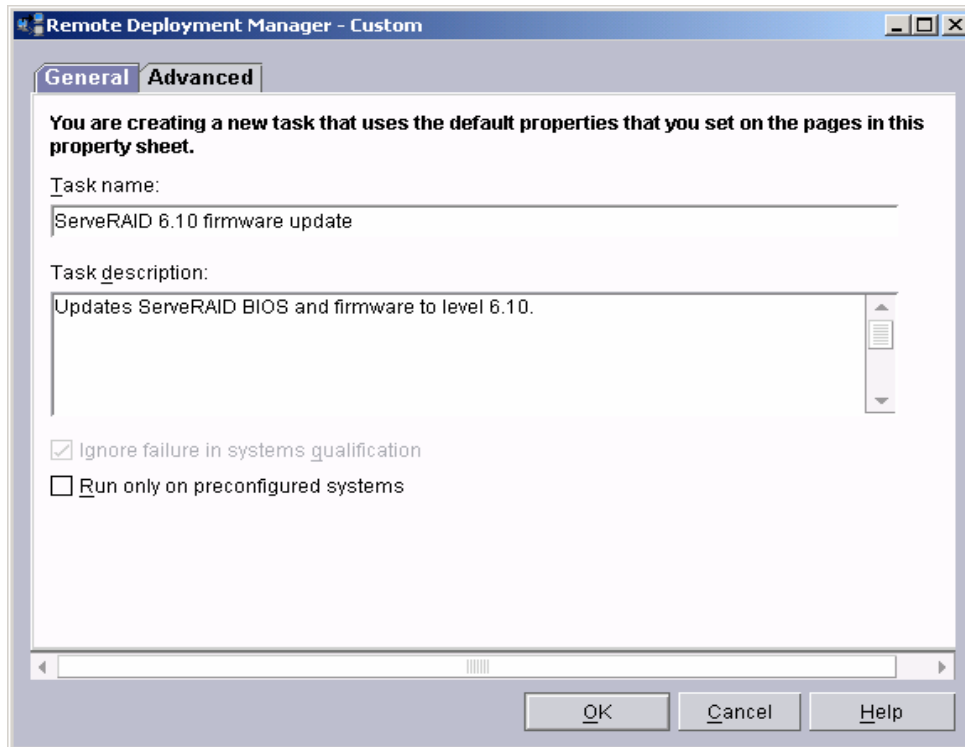 Remote Deployment Manager - Custom
General Advanced
You are creating a new task that uses the default properties that you set on the pages in this
property sheet.
Task name:
ServeRAID 6.10 firmware update
Task description:
Updates ServeRAID BIOS and firmware to level 6.10.
Ignore failure in systems qualification
Run only on preconfigured systems
OK Cancel Help